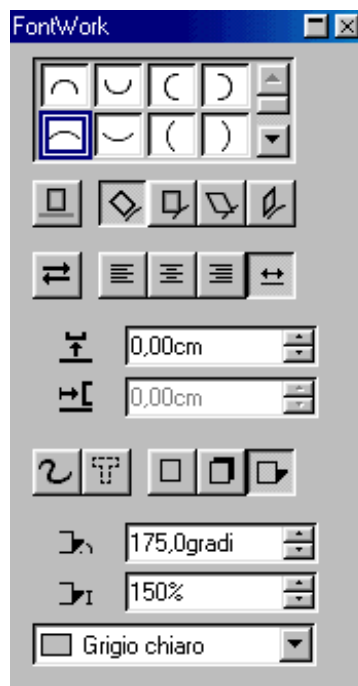 FontWork
0,00cm
0,00cm
175,0gradi
150%
Grigio chiaro